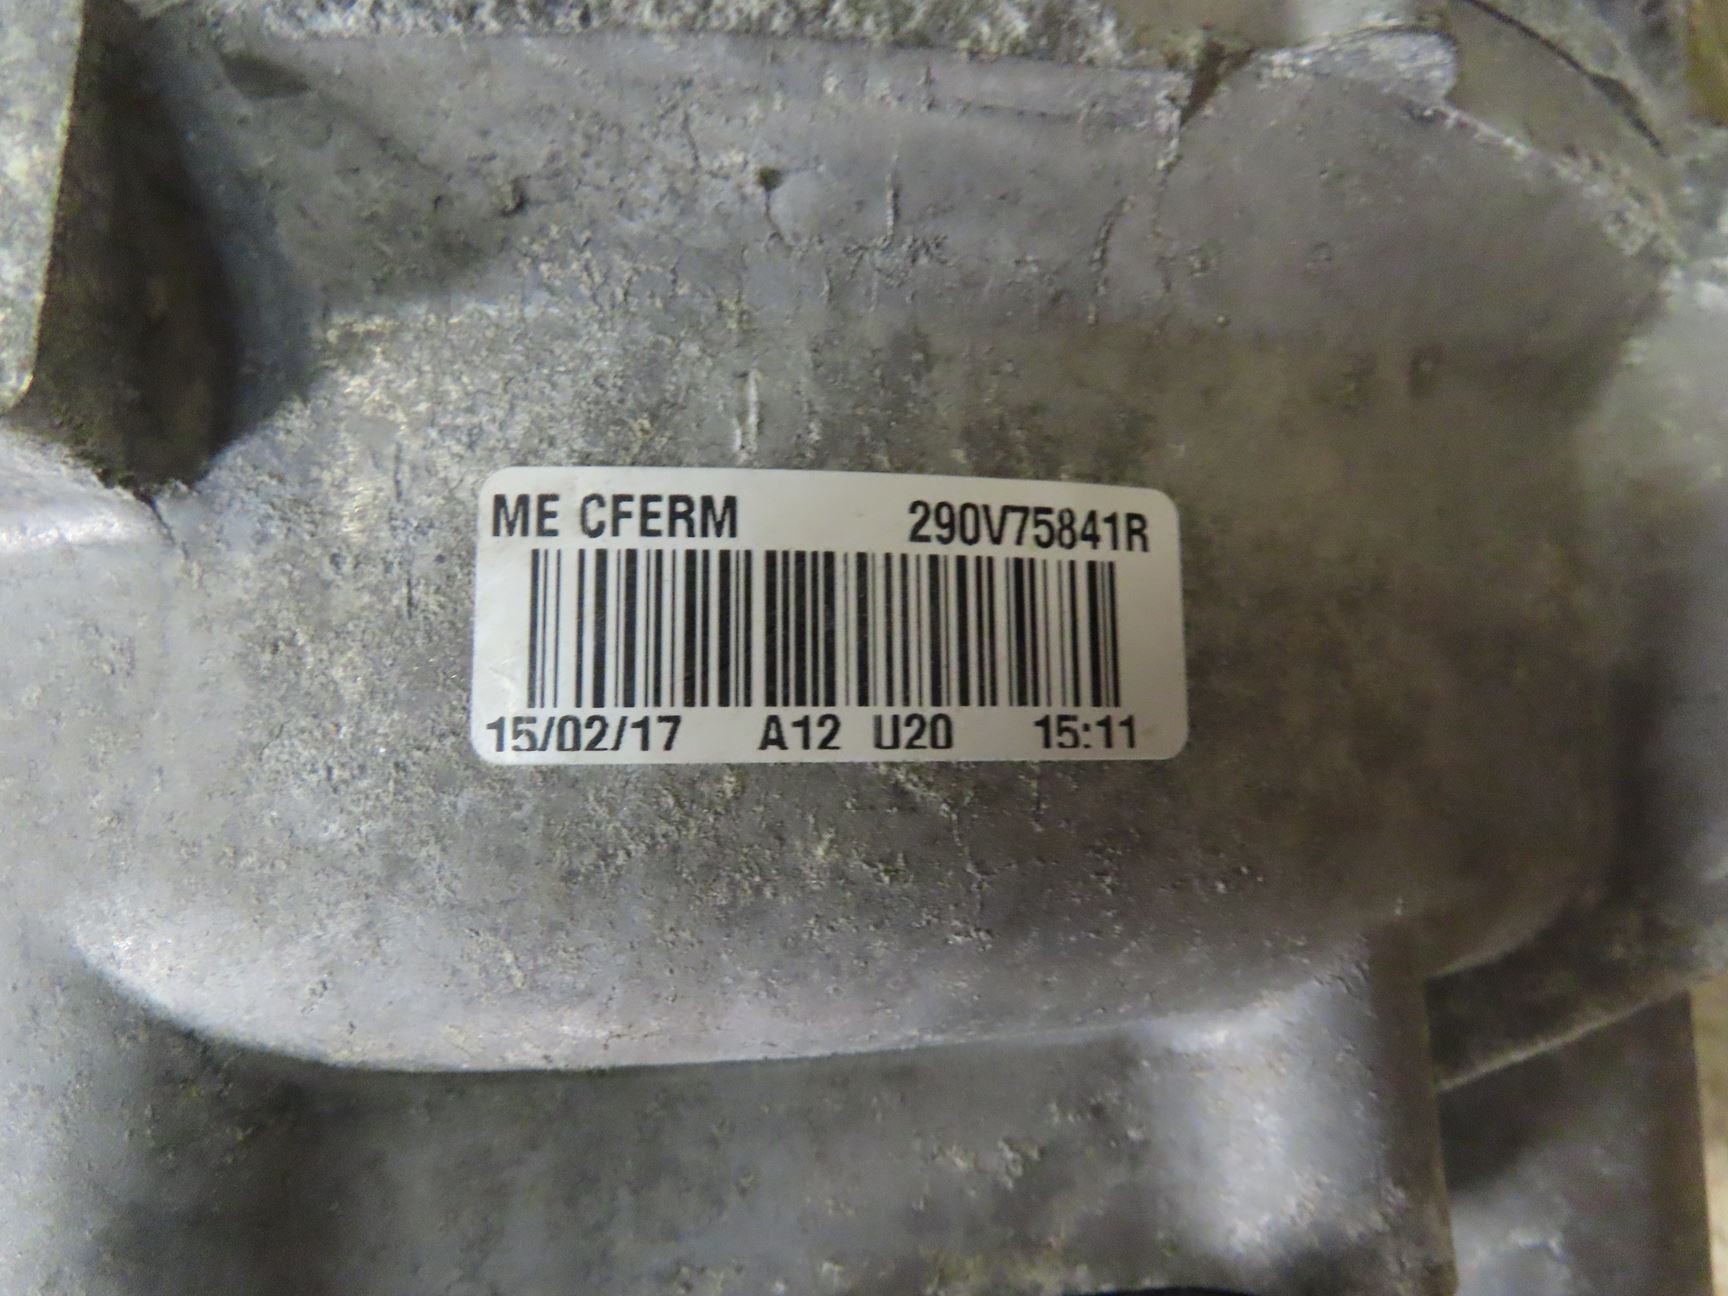 ME CFERM 290V75841R
15/02/17 A12 U20 15:11